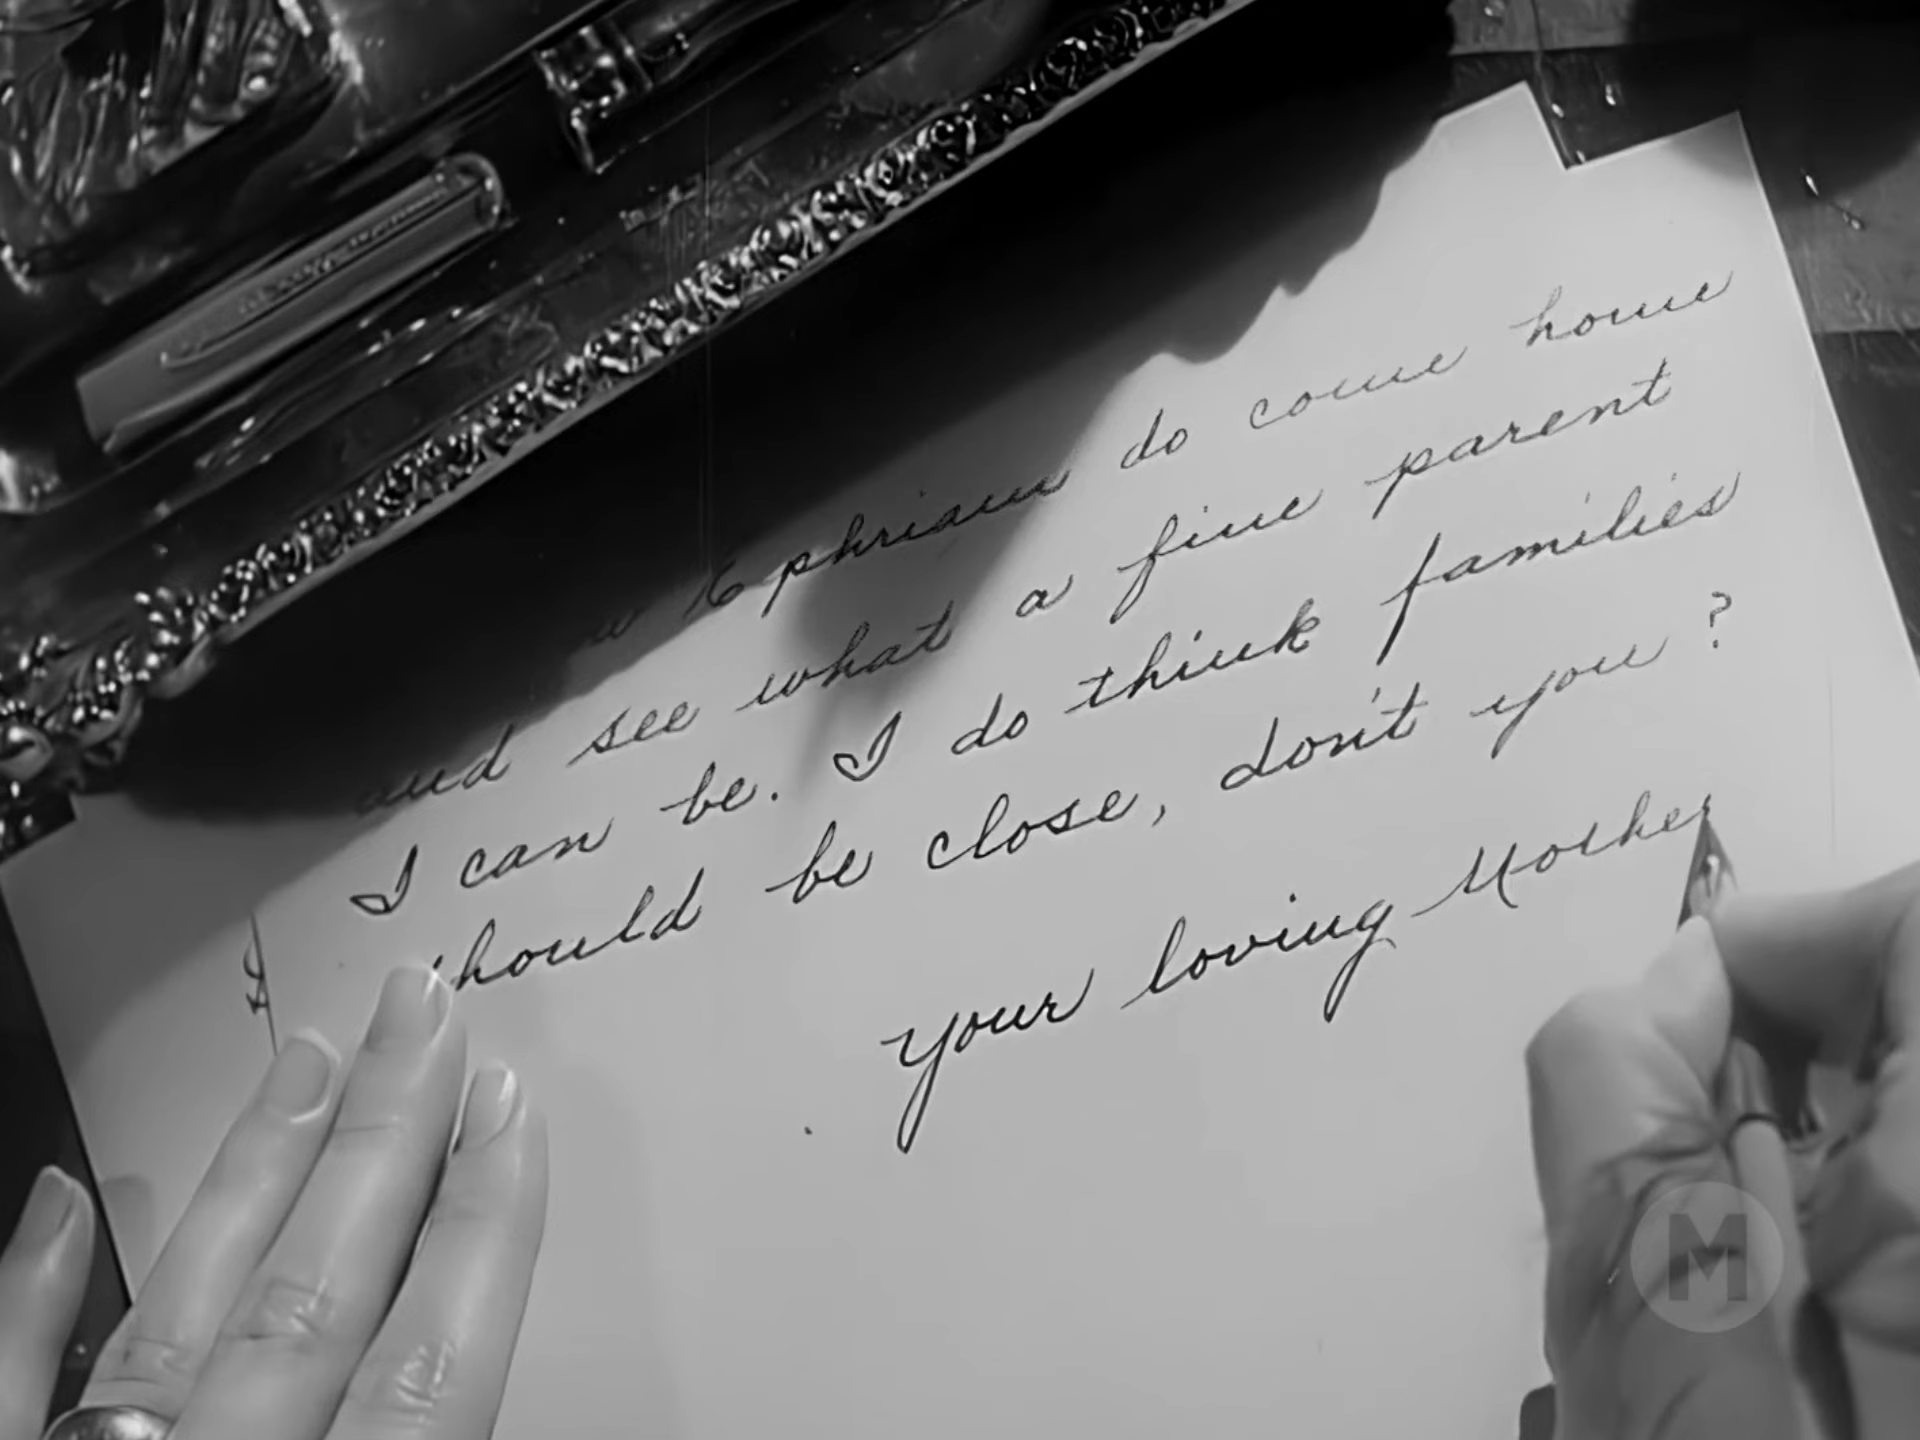 Ephriam do come home
and see what a fine parent
I can be. I do think families
should be close, don't you?
Your loving Mother
M